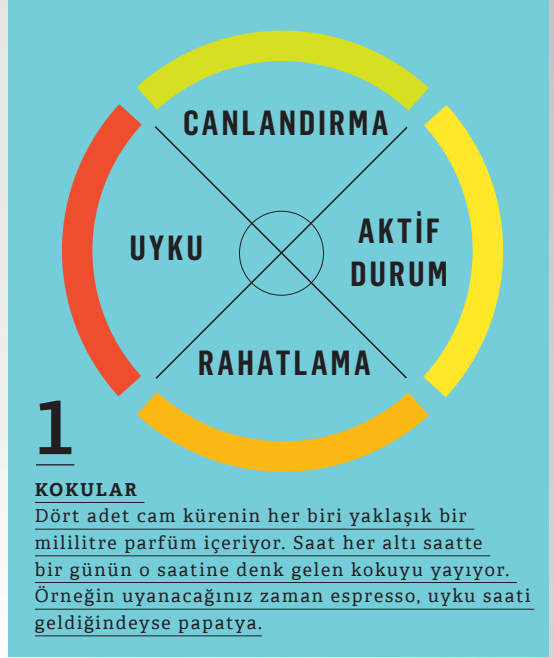 CANLANDIRMA
UYKU
AKTİF
DURUM
RAHATLAMA
1
KOKULAR
Dört adet cam kürenin her biri yaklaşık bir
mililitre parfüm içeriyor. Saat her altı saatte
bir günün o saatine denk gelen kokuyu yayıyor.
Örneğin uyanacağınız zaman espresso, uyku saati
geldiğindeyse papatya.